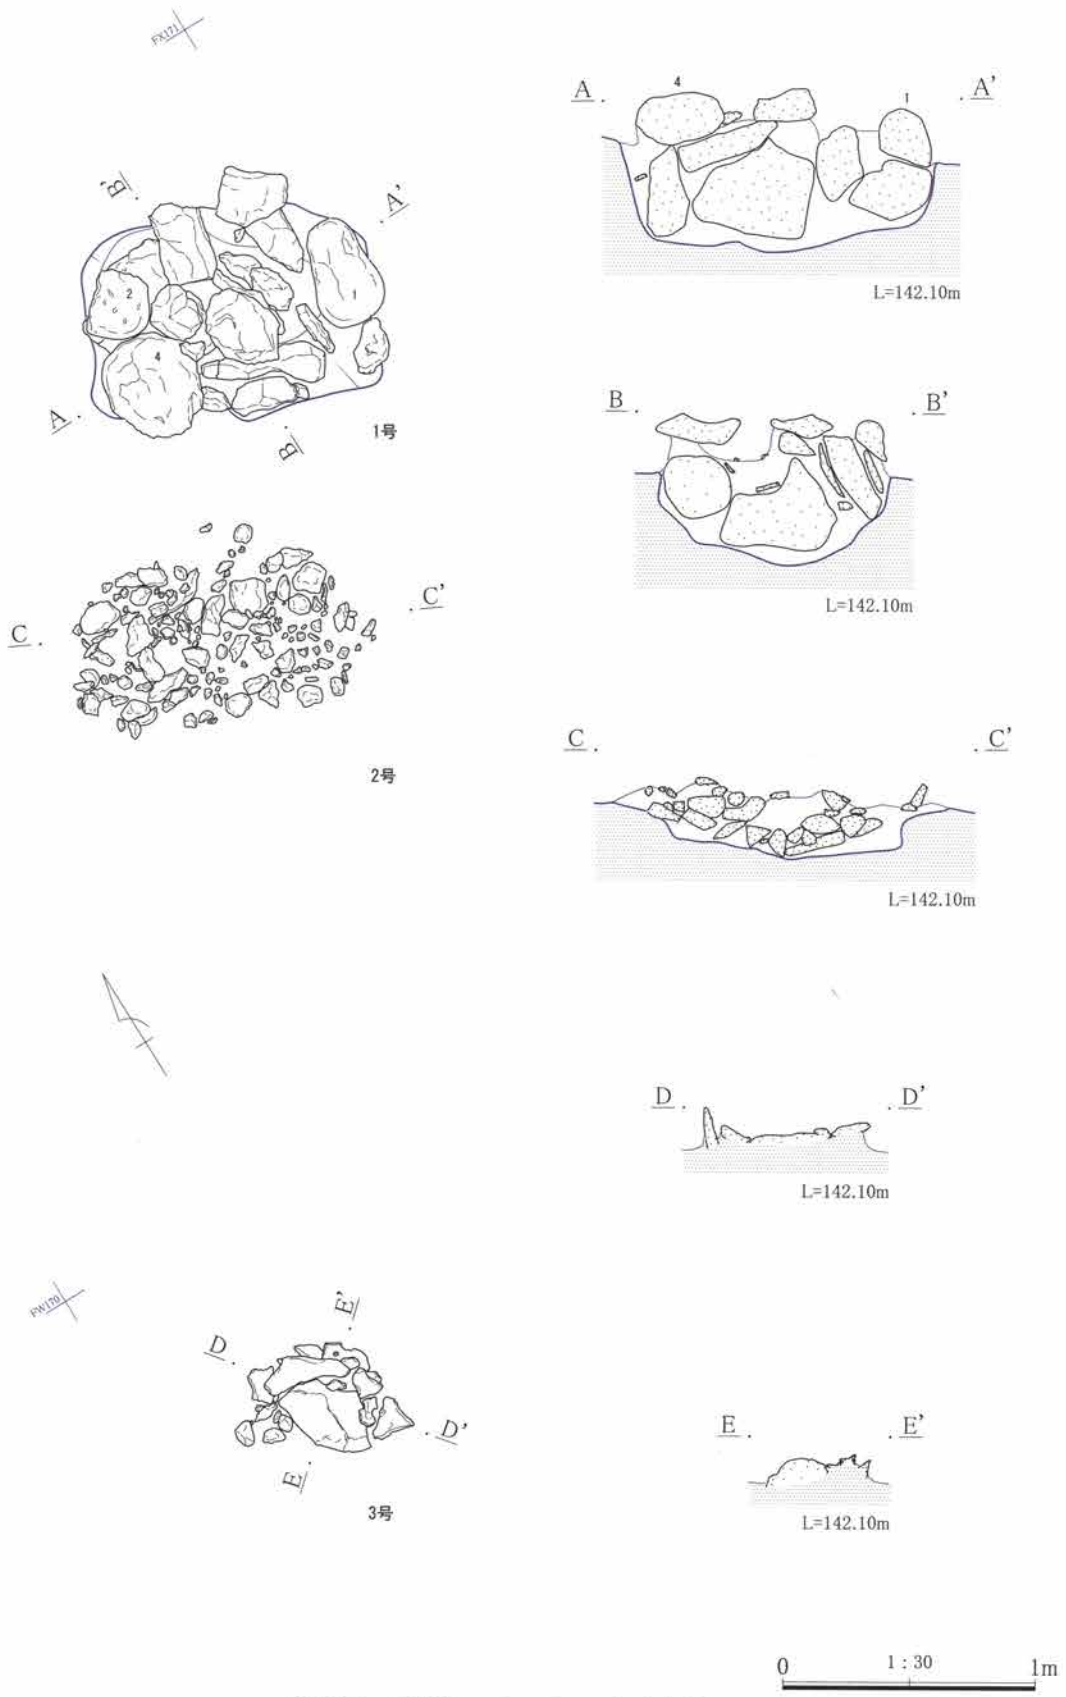 FX171
A . . A'
4
1
L=142.10m
B'
A'
2
1
4
A .
B
1号
B . . B'
L=142.10m
C . . C'
2号
C . . C'
L=142.10m
D . . D'
L=142.10m
FW170
E'
D .
. D'
E
3号
E . . E'
L=142.10m
0 1:30 1m